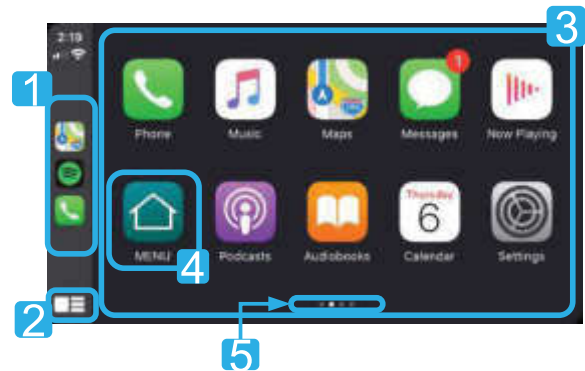 1
2
3
4
5
2:19
Phone
Music
Maps
1
Messages
Now Playing
MENU
Podcasts
Audiobooks
Thursday
6
Calendar
Settings